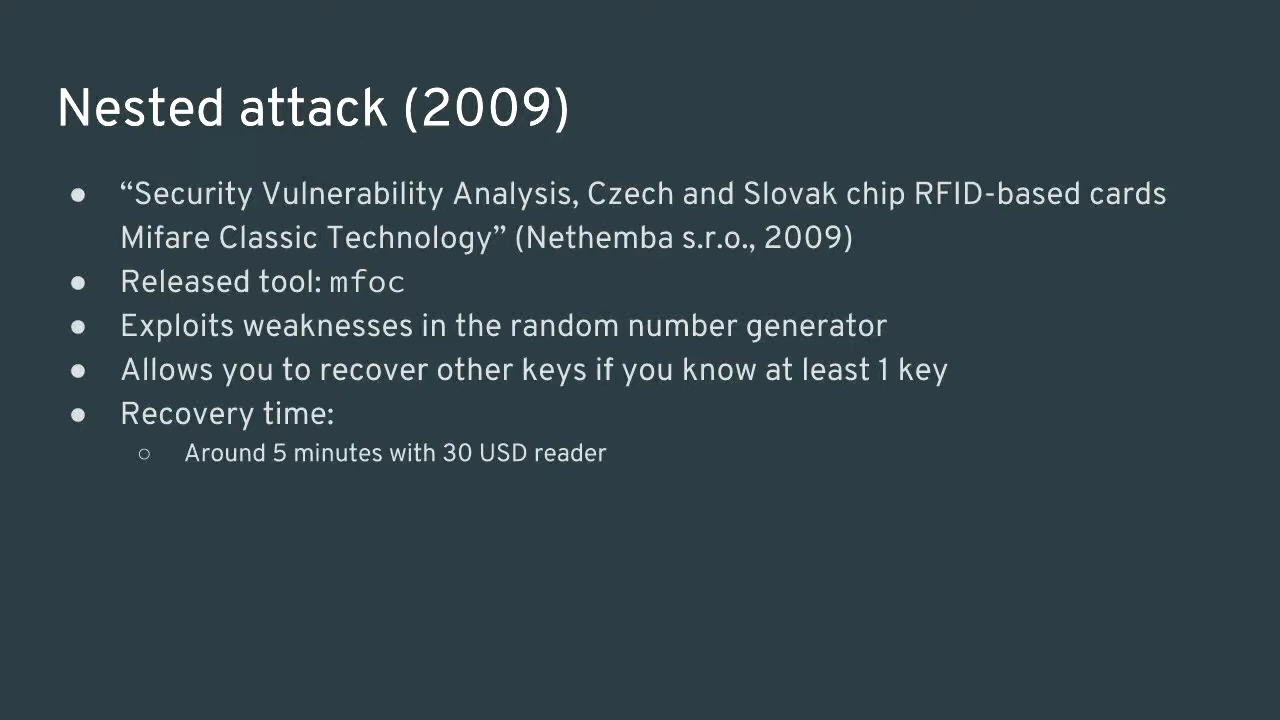 Nested attack (2009)
● “Security Vulnerability Analysis, Czech and Slovak chip RFID-based cards
Mifare Classic Technology” (Nethemba s.r.o., 2009)
● Released tool: mfoc
● Exploits weaknesses in the random number generator
● Allows you to recover other keys if you know at least 1 key
● Recovery time:
○ Around 5 minutes with 30 USD reader